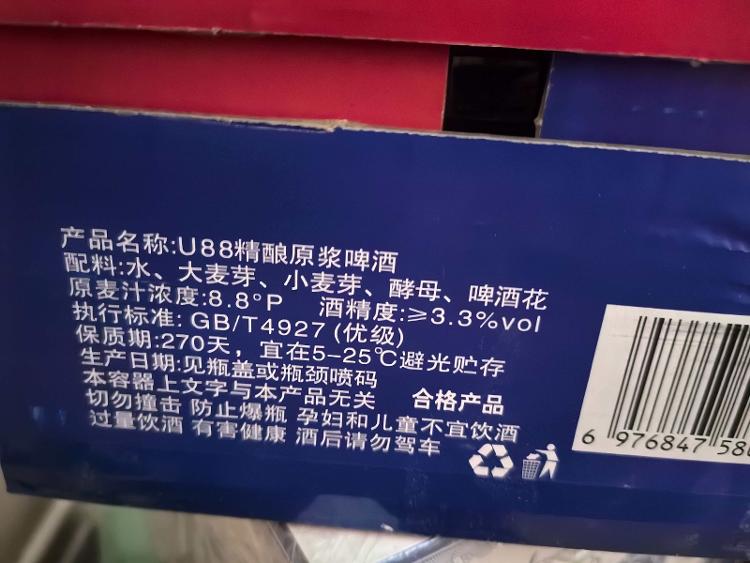 产品名称:U88精酿原浆啤酒
配料:水、大麦芽、小麦芽、酵母、啤酒花
原麦汁浓度:8.8°P 酒精度:≥3.3%vol
执行标准: GB/T4927 (优级)
保质期:270天，宜在5-25℃避光贮存
生产日期:见瓶盖或瓶颈喷码
本容器上文字与本产品无关 合格产品
切勿撞击 防止爆瓶 孕妇和儿童不宜饮酒
过量饮酒 有害健康 酒后请勿驾车
6 976847 58